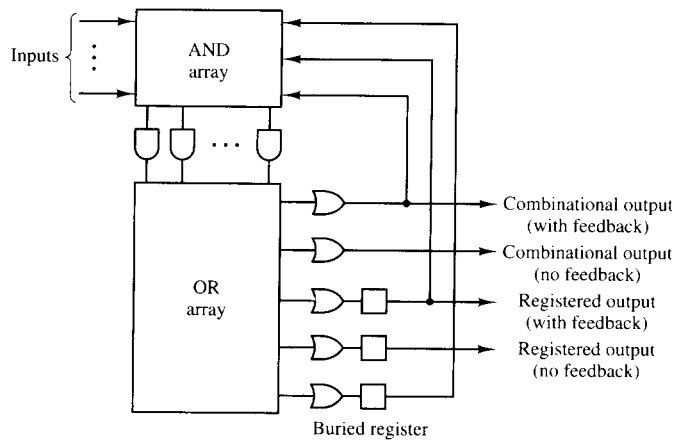 Inputs
AND
array
OR
array
Combinational output
(with feedback)
Combinational output
(no feedback)
Registered output
(with feedback)
Registered output
(no feedback)
Buried register